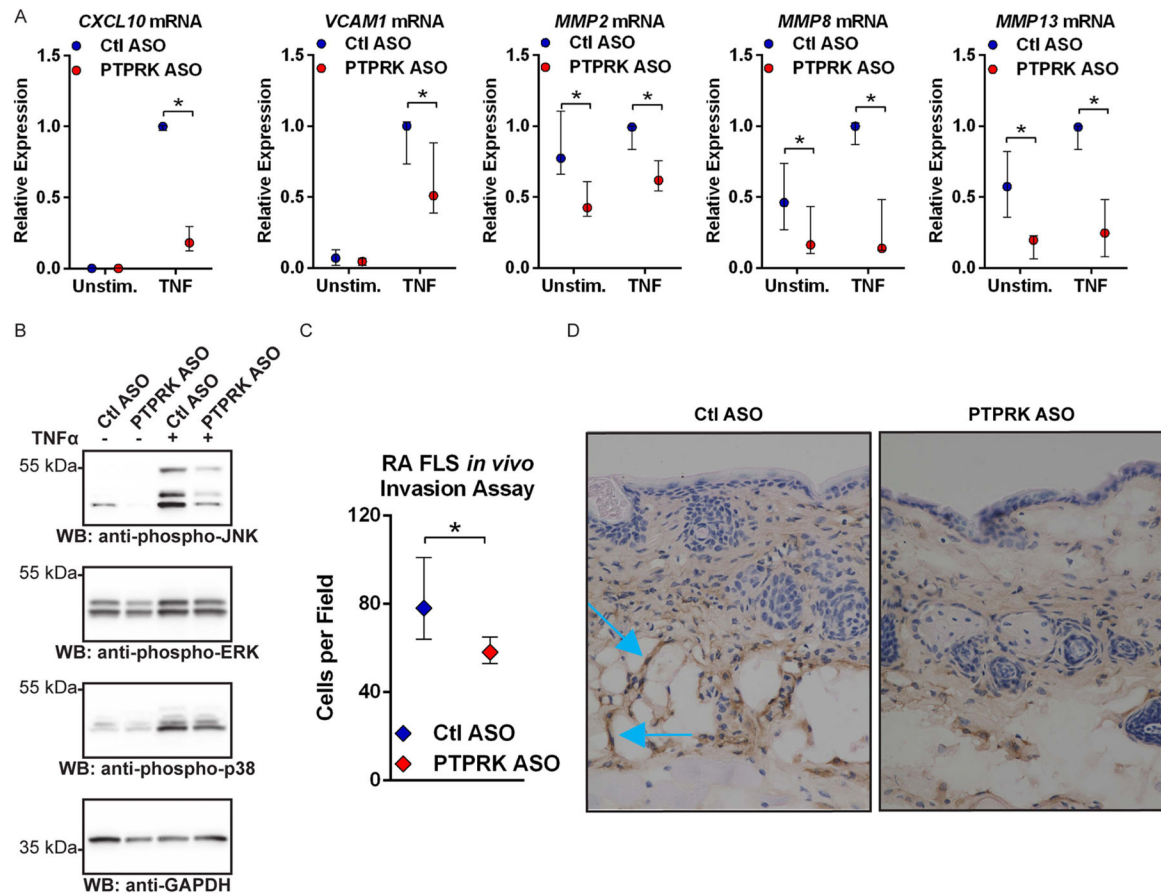 A
CXCL10 mRNA
Ctl ASO
PTPRK ASO
Relative Expression
1.5
1.0
0.5
0.0
*
Unstim. TNF
VCAM1 mRNA
Ctl ASO
PTPRK ASO
Relative Expression
1.5
1.0
0.5
0.0
*
Unstim. TNF
MMP2 mRNA
Ctl ASO
PTPRK ASO
Relative Expression
1.5
1.0
0.5
0.0
* *
Unstim. TNF
MMP8 mRNA
Ctl ASO
PTPRK ASO
Relative Expression
1.5
1.0
0.5
0.0
* *
Unstim. TNF
MMP13 mRNA
Ctl ASO
PTPRK ASO
Relative Expression
1.5
1.0
0.5
0.0
* *
Unstim. TNF
B
Ctl ASO
PTPRK ASO
Ctl ASO
PTPRK ASO
TNFα - - + +
55 kDa
WB: anti-phospho-JNK
55 kDa
WB: anti-phospho-ERK
55 kDa
WB: anti-phospho-p38
35 kDa
WB: anti-GAPDH
C
RA FLS in vivo
Invasion Assay
Cells per Field
120
80
40
0
*
Ctl ASO
PTPRK ASO
D
Ctl ASO
PTPRK ASO